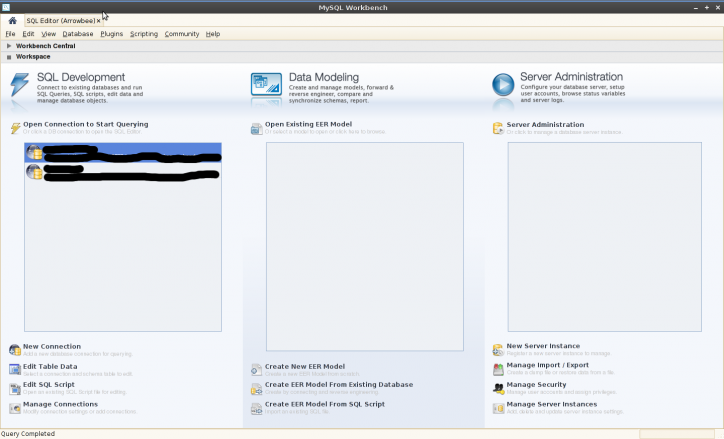 MySQL Workbench
SQL Editor (Arrowbee)
File Edit View Database Plugins Scripting Community Help
Workbench Central
Workspace
SQL Development
Connect to existing databases and run
SQL Queries, SQL scripts, edit data and
manage database objects.
Data Modeling
Create and manage models, forward &
reverse engineer, compare and
synchronize schemas, report.
Server Administration
Configure your database server, setup
user accounts, browse status variables
and server logs.
Open Connection to Start Querying
Or click a DB connection to open the SQL Editor.
Open Existing EER Model
Or select a model to open or click here to browse.
Server Administration
Or click to manage a database server instance.
New Connection
Add a new database connection for querying.
Edit Table Data
Select a connection and schema table to edit.
Edit SQL Script
Open an existing SQL Script file for editing.
Manage Connections
Modify connection settings or add connections.
Create New EER Model
Create a new EER Model from scratch.
Create EER Model From Existing Database
Create by connecting and reverse engineering.
Create EER Model From SQL Script
Import an existing SQL file.
New Server Instance
Register a new server instance to manage.
Manage Import / Export
Create a dump file or restore data from a file.
Manage Security
Manage user accounts and assign privileges.
Manage Server Instances
Add, delete and update server instance settings.
Query Completed